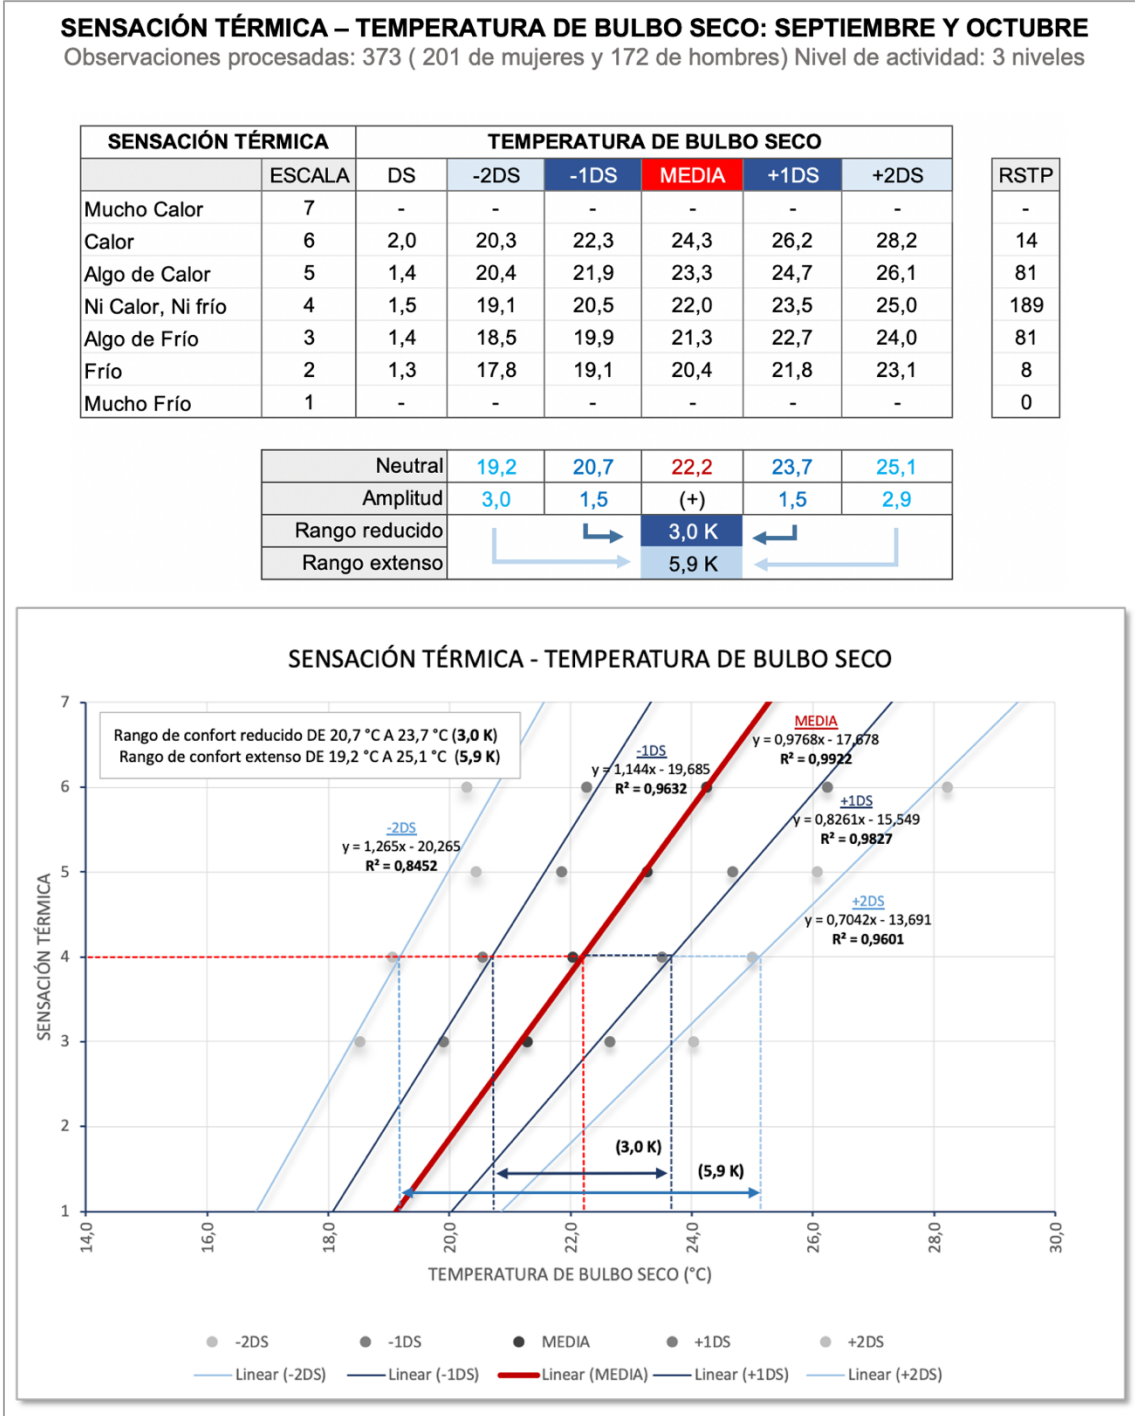 SENSACIÓN TÉRMICA – TEMPERATURA DE BULBO SECO: SEPTIEMBRE Y OCTUBRE
Observaciones procesadas: 373 ( 201 de mujeres y 172 de hombres) Nivel de actividad: 3 niveles
SENSACIÓN TÉRMICA TEMPERATURA DE BULBO SECO
ESCALA DS -2DS -1DS MEDIA +1DS +2DS RSTP
Mucho Calor 7 - - - - - - -
Calor 6 2,0 20,3 22,3 24,3 26,2 28,2 14
Algo de Calor 5 1,4 20,4 21,9 23,3 24,7 26,1 81
Ni Calor, Ni frío 4 1,5 19,1 20,5 22,0 23,5 25,0 189
Algo de Frío 3 1,4 18,5 19,9 21,3 22,7 24,0 81
Frío 2 1,3 17,8 19,1 20,4 21,8 23,1 8
Mucho Frío 1 - - - - - - 0
Neutral 19,2 20,7 22,2 23,7 25,1
Amplitud 3,0 1,5 (+) 1,5 2,9
Rango reducido 3,0 K
Rango extenso 5,9 K
SENSACIÓN TÉRMICA - TEMPERATURA DE BULBO SECO
Rango de confort reducido DE 20,7 °C A 23,7 °C (3,0 K)
Rango de confort extenso DE 19,2 °C A 25,1 °C (5,9 K)
-2DS
y = 1,265x - 20,265
R² = 0,8452
-1DS
y = 1,144x - 19,685
R² = 0,9632
MEDIA
y = 0,9768x - 17,678
R² = 0,9922
+1DS
y = 0,8261x - 15,549
R² = 0,9827
+2DS
y = 0,7042x - 13,691
R² = 0,9601
(3,0 K)
(5,9 K)
SENSACIÓN TÉRMICA
7
6
5
4
3
2
1
14,0 16,0 18,0 20,0 22,0 24,0 26,0 28,0 30,0
TEMPERATURA DE BULBO SECO (°C)
-2DS -1DS MEDIA +1DS +2DS
Linear (-2DS) Linear (-1DS) Linear (MEDIA) Linear (+1DS) Linear (+2DS)